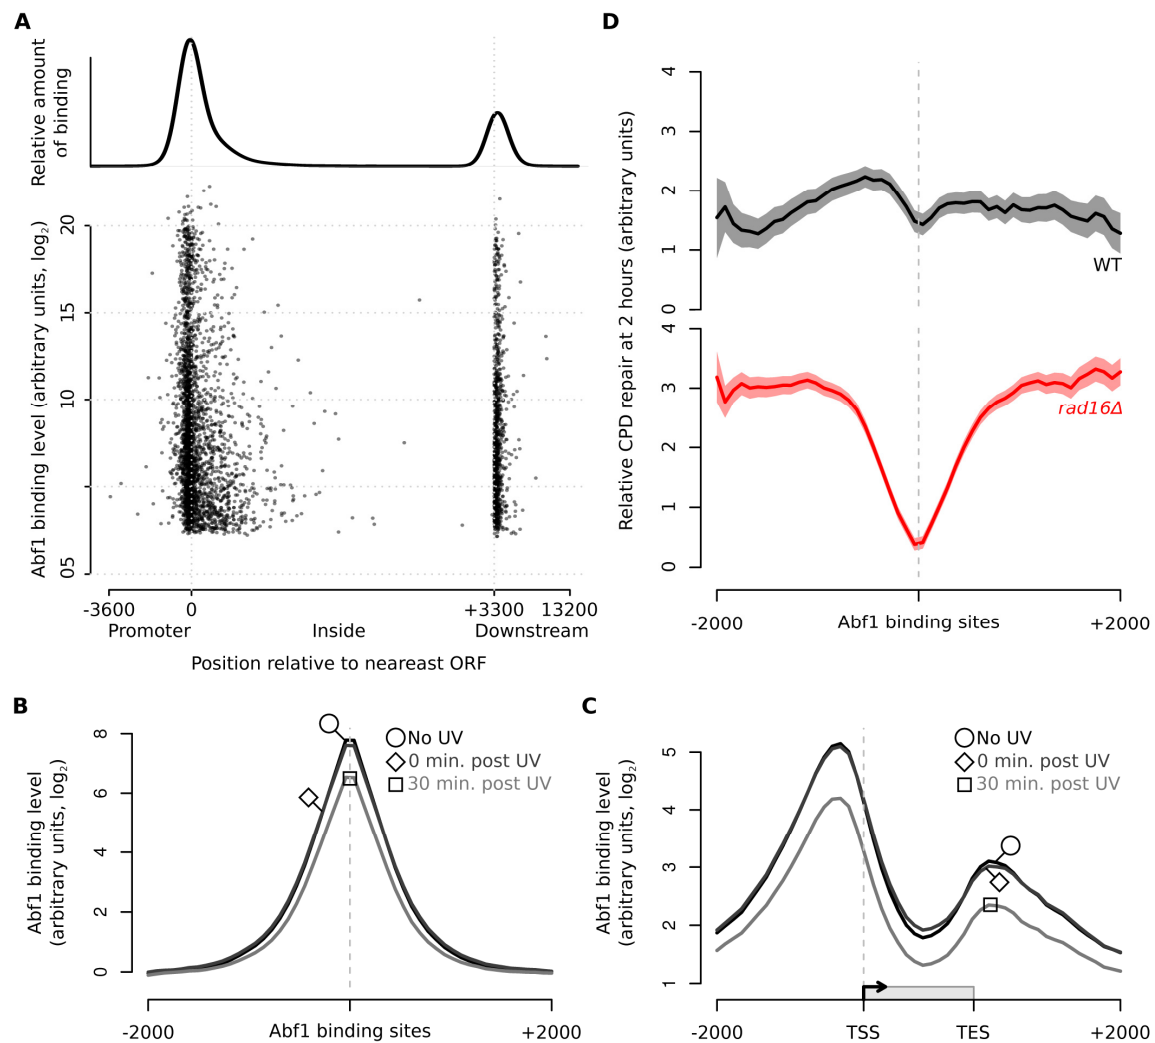 A
Relative amount
of binding
Abf1 binding level (arbitrary units, log2)
20
15
10
05
-3600 0 +3300 13200
Promoter Inside Downstream
Position relative to neareast ORF
D
Relative CPD repair at 2 hours (arbitrary units)
4
3
2
1
0
WT
4
3
2
1
0
rad16Δ
-2000 Abf1 binding sites +2000
B
Abf1 binding level
(arbitrary units, log2)
8
6
4
2
0
No UV
0 min. post UV
30 min. post UV
-2000 Abf1 binding sites +2000
C
Abf1 binding level
(arbitrary units, log2)
5
4
3
2
1
No UV
0 min. post UV
30 min. post UV
-2000 TSS TES +2000